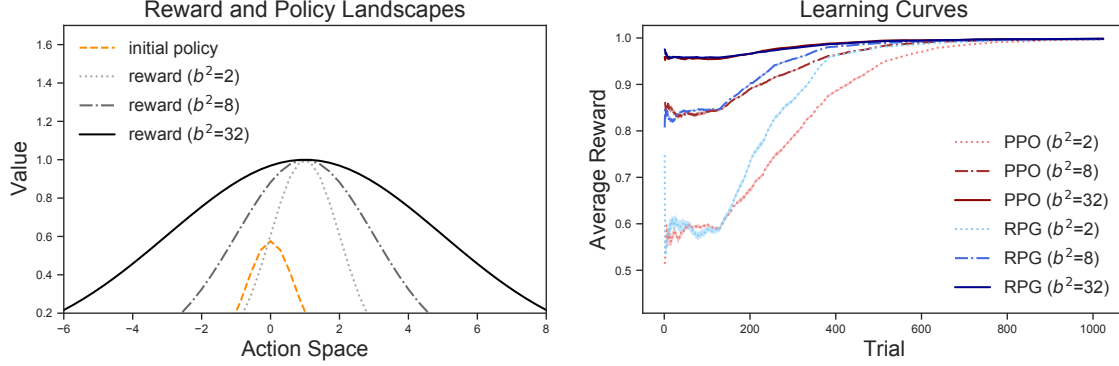 Reward and Policy Landscapes
Value
1.6
1.4
1.2
1.0
0.8
0.6
0.4
0.2
initial policy
reward (b²=2)
reward (b²=8)
reward (b²=32)
−6
−4
−2
0
2
4
6
8
Action Space
Learning Curves
Average Reward
1.0
0.9
0.8
0.7
0.6
0.5
PPO (b²=2)
PPO (b²=8)
PPO (b²=32)
RPG (b²=2)
RPG (b²=8)
RPG (b²=32)
0
200
400
600
800
1000
Trial